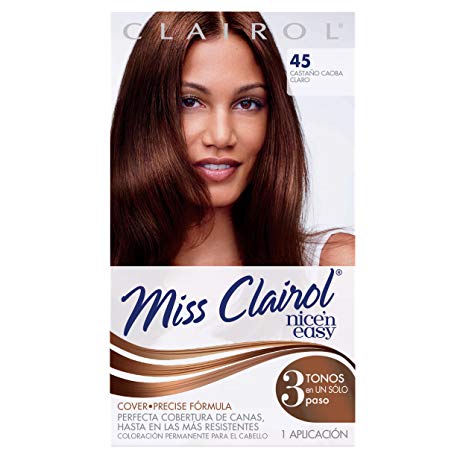 CLAIROL®
45
CASTAÑO CAOBA
CLARO
Miss Clairol®
nice'n
easy
3 TONOS
en UN SÓLO
paso
COVER•PRECISE FÓRMULA
PERFECTA COBERTURA DE CANAS,
HASTA EN LAS MÁS RESISTENTES
COLORACIÓN PERMANENTE PARA EL CABELLO
1 APLICACIÓN